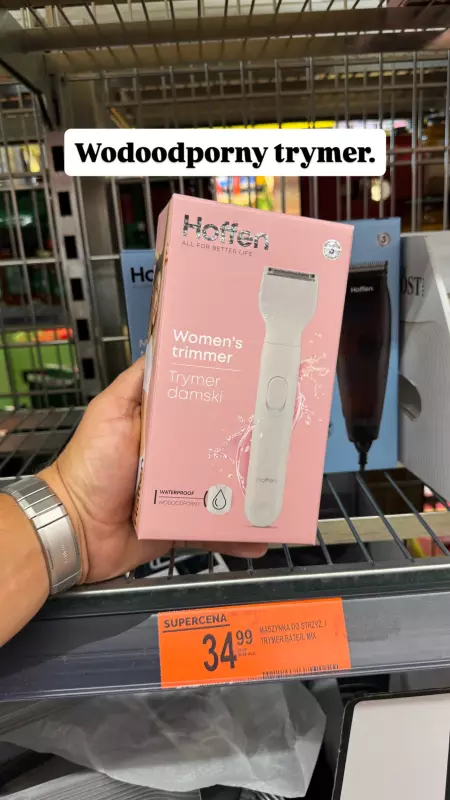 Wodoodporny trymer.
Hoffen
ALL FOR BETTER LIFE
Women's
trimmer
Trymer
damski
WATERPROOF
WODOODPORNY
Hoffen
Hoffen
SUPERCENA
34 99
MASZYNKA DO STRZYŻ. I
TRYMER BATERI. MIX